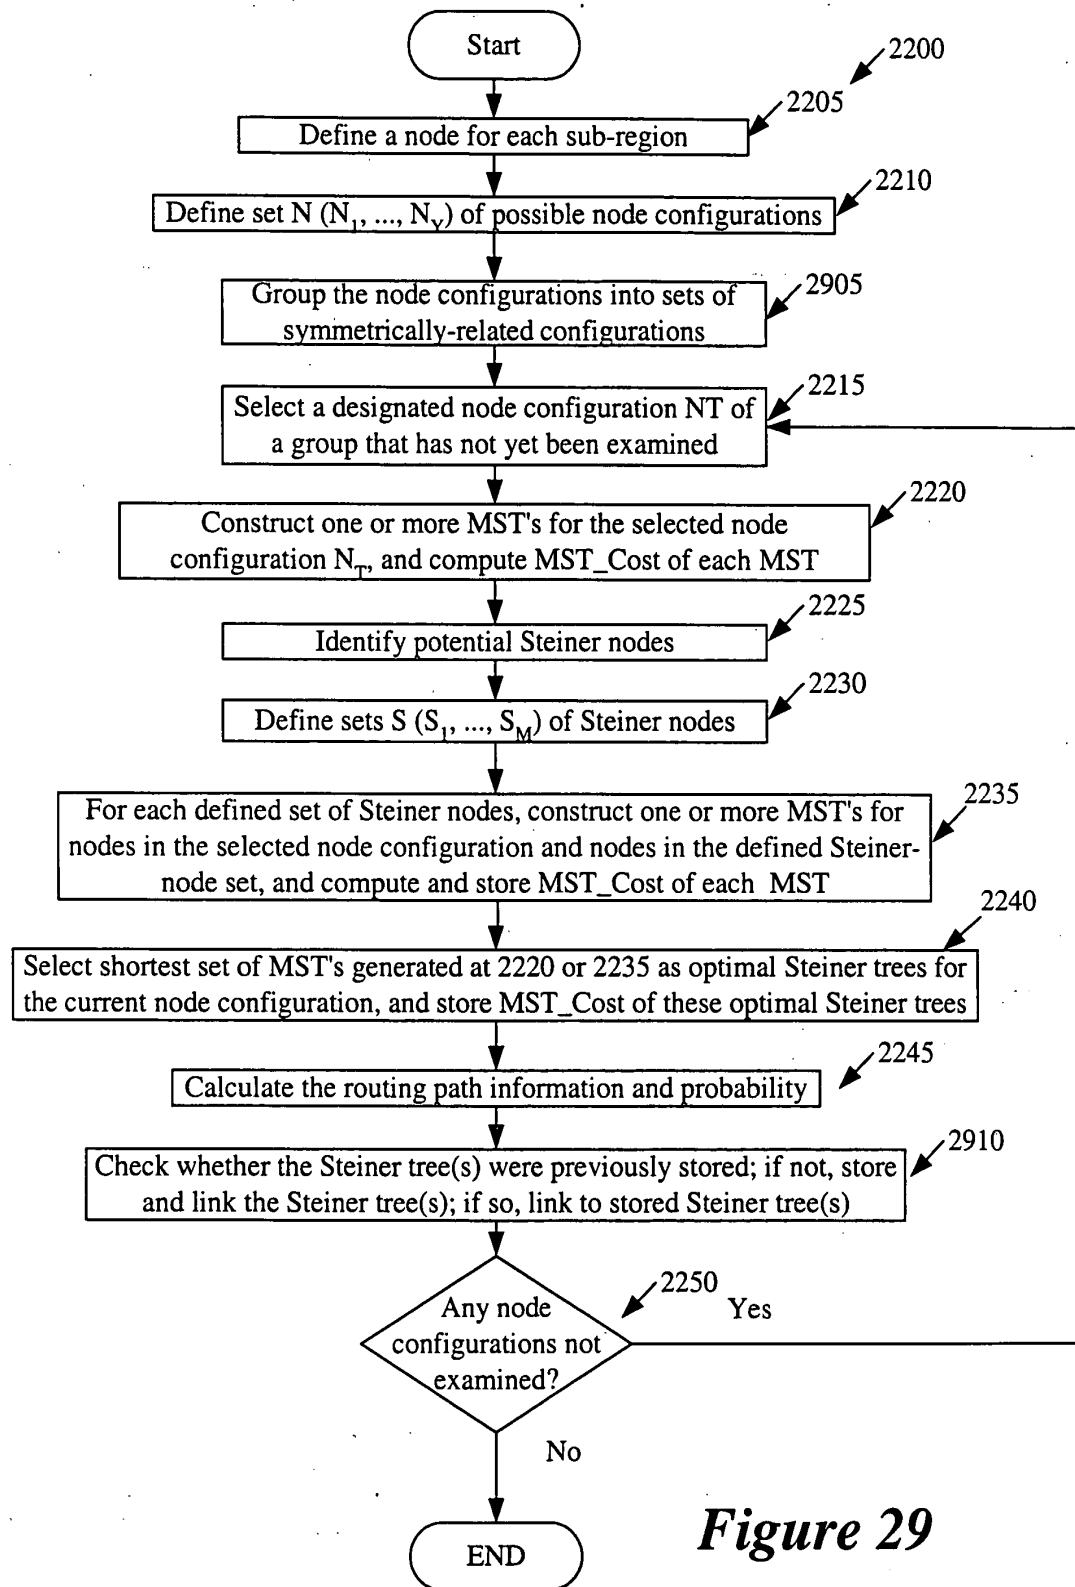 Start
2200
2205
Define a node for each sub-region
2210
Define set N (N1, ..., NY) of possible node configurations
2905
Group the node configurations into sets of
symmetrically-related configurations
2215
Select a designated node configuration NT of
a group that has not yet been examined
2220
Construct one or more MST's for the selected node
configuration NT, and compute MST_Cost of each MST
2225
Identify potential Steiner nodes
2230
Define sets S (S1, ..., SM) of Steiner nodes
2235
For each defined set of Steiner nodes, construct one or more MST's for
nodes in the selected node configuration and nodes in the defined Steiner-
node set, and compute and store MST_Cost of each MST
2240
Select shortest set of MST's generated at 2220 or 2235 as optimal Steiner trees for
the current node configuration, and store MST_Cost of these optimal Steiner trees
2245
Calculate the routing path information and probability
2910
Check whether the Steiner tree(s) were previously stored; if not, store
and link the Steiner tree(s); if so, link to stored Steiner tree(s)
2250
Yes
Any node
configurations not
examined?
No
END
Figure 29